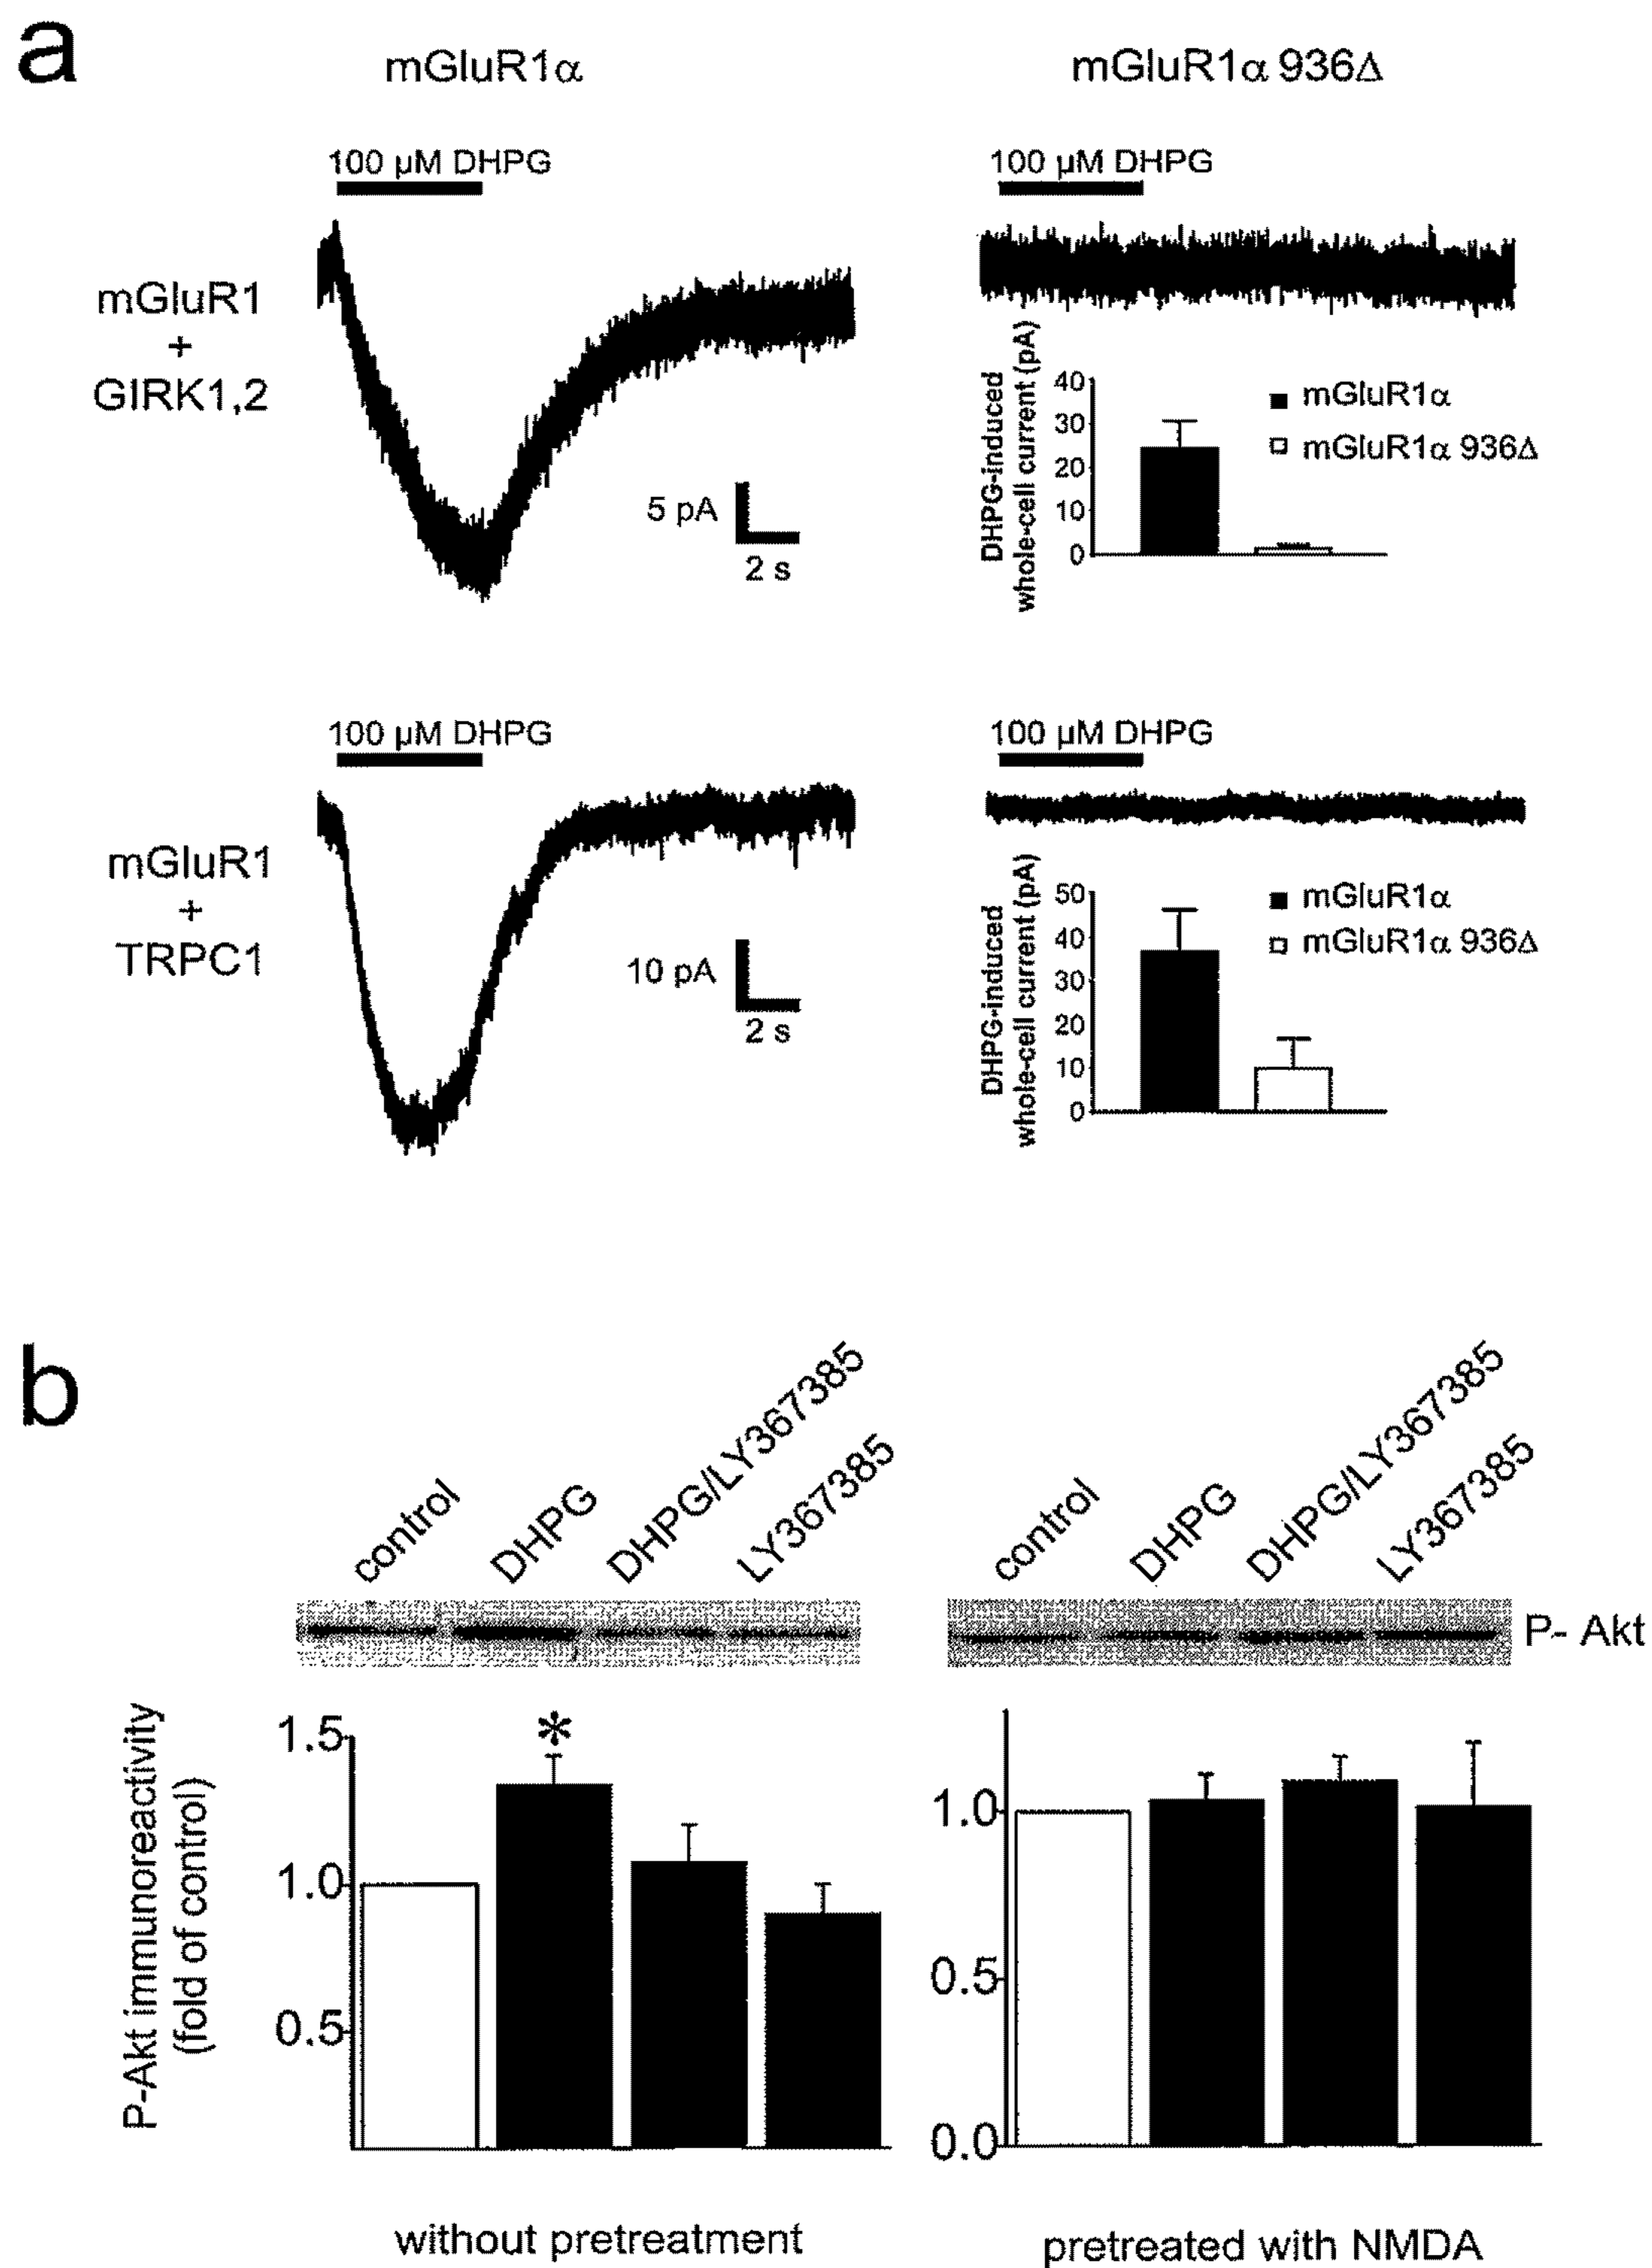 a
mGluR1α
mGluR1α 936Δ
100 µM DHPG
100 µM DHPG
mGluR1
+
GIRK1,2
5 pA
2 s
DHPG-induced
whole-cell current (pA)
40
30
20
10
0
mGluR1α
mGluR1α 936Δ
100 µM DHPG
100 µM DHPG
mGluR1
+
TRPC1
10 pA
2 s
DHPG-induced
whole-cell current (pA)
50
40
30
20
10
0
mGluR1α
mGluR1α 936Δ
b
control
DHPG
DHPG/LY367385
LY367385
control
DHPG
DHPG/LY367385
LY367385
P- Akt
P-Akt immunoreactivity
(fold of control)
1.5
1.0
0.5
*
1.0
0.5
0.0
without pretreatment
pretreated with NMDA